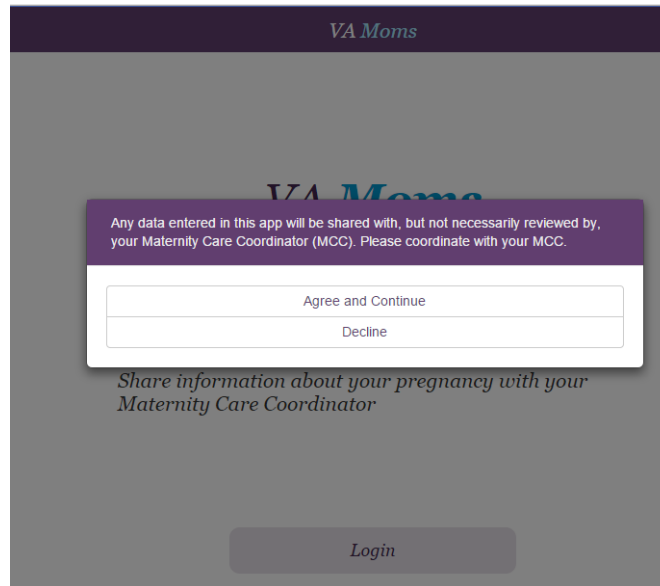 VA Moms
VA Moms
Any data entered in this app will be shared with, but not necessarily reviewed by,
your Maternity Care Coordinator (MCC). Please coordinate with your MCC.
Agree and Continue
Decline
Share information about your pregnancy with your
Maternity Care Coordinator
Login